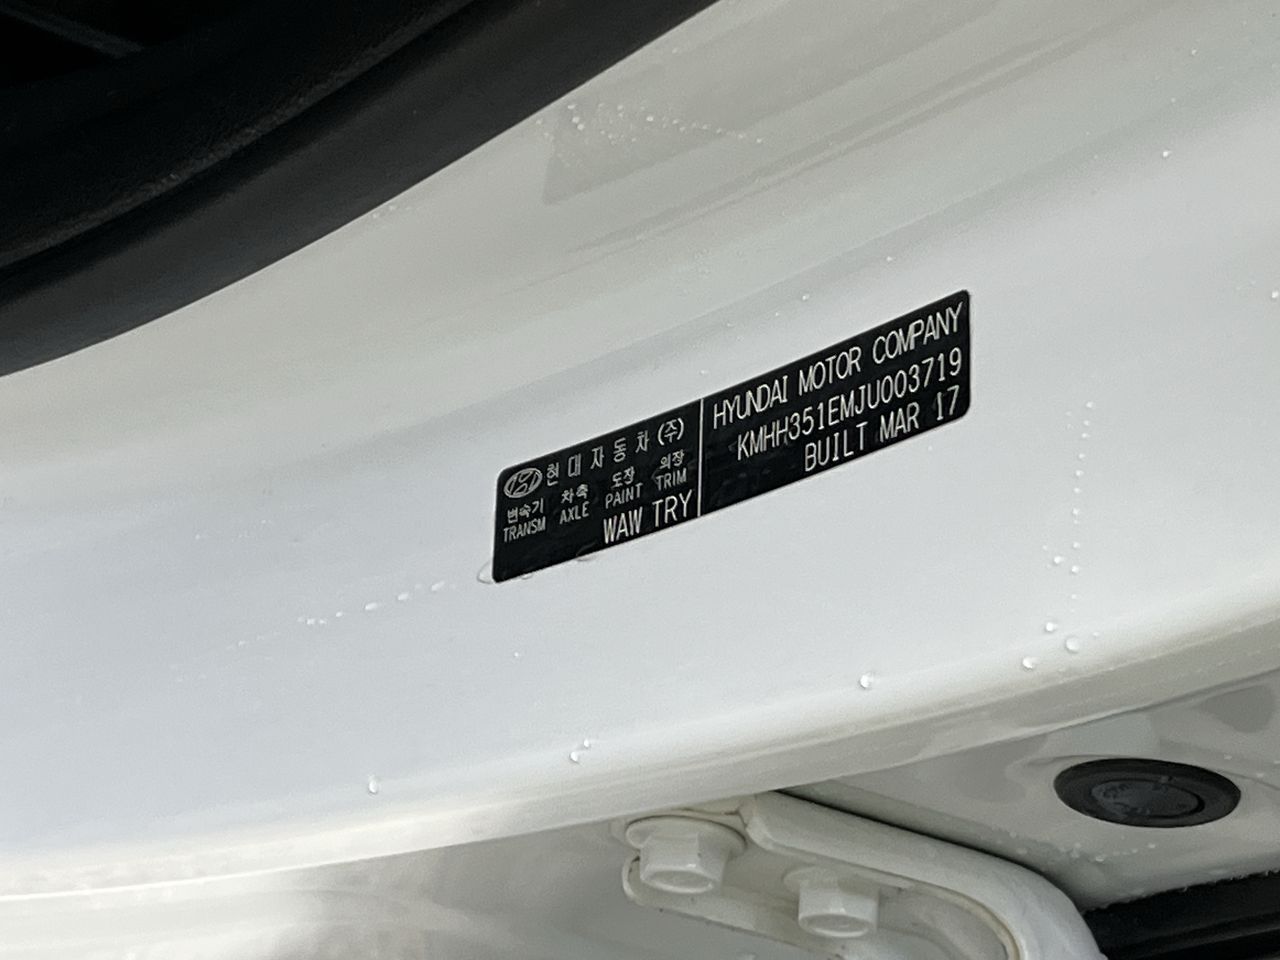 현대자동차(주)
변속기 차축 도장 의장
TRANSM AXLE PAINT TRIM
WAW TRY
HYUNDAI MOTOR COMPANY
KMHH351EMJU003719
BUILT MAR 17